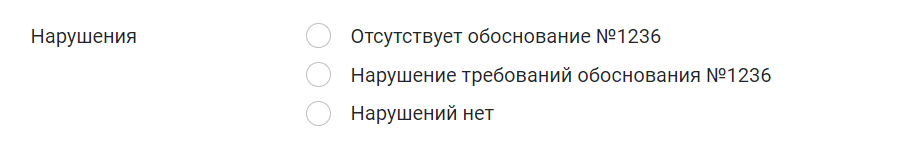 Нарушения
Отсутствует обоснование №1236
Нарушение требований обоснования №1236
Нарушений нет